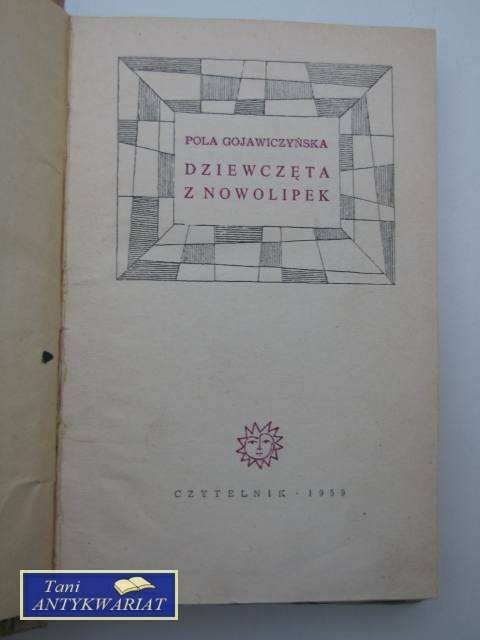 POLA GOJAWICZYŃSKA
DZIEWCZĘTA
Z NOWOLIPEK
CZYTELNIK · 1959
Tani
ANTYKWARIAT